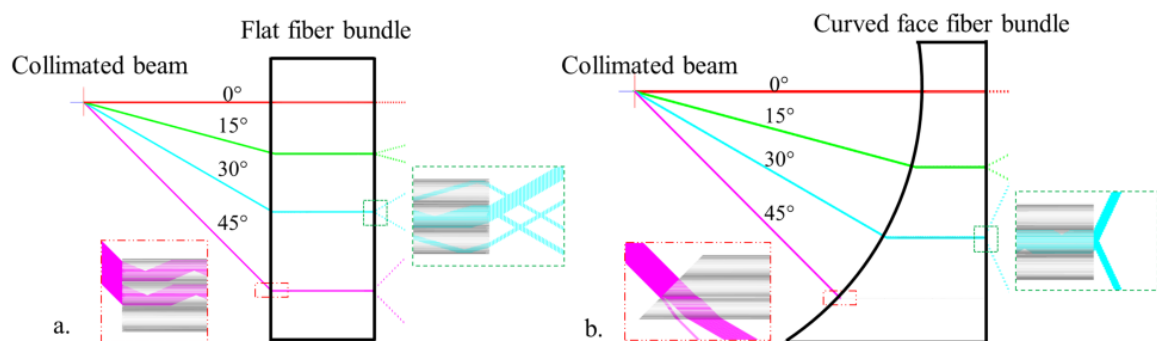 Flat fiber bundle
Collimated beam
0°
15°
30°
45°
a.
Curved face fiber bundle
Collimated beam
0°
15°
30°
45°
b.